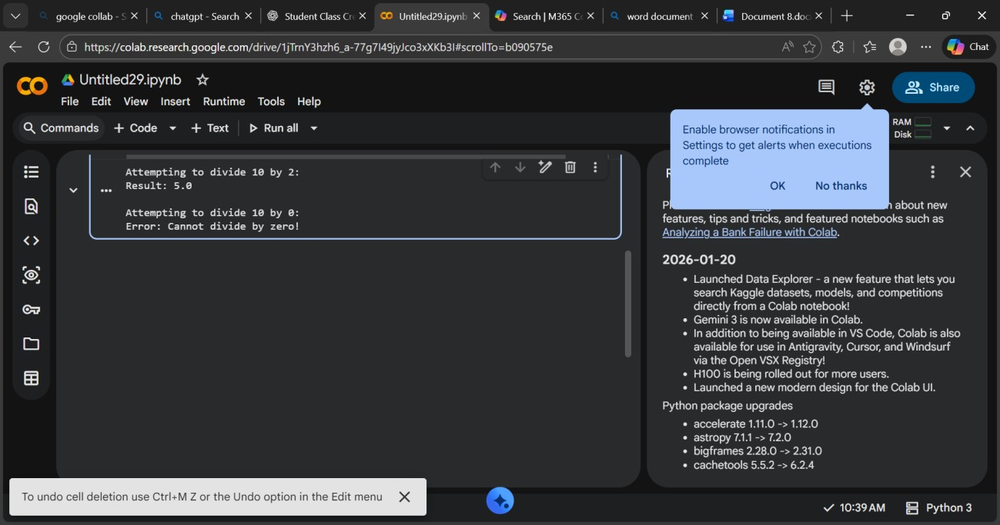 google collab - S
chatgpt - Search
Student Class Cre
Untitled29.ipynb
Search | M365 C
word document
Document 8.doc
https://colab.research.google.com/drive/1jTrnY3hzh6_a-77g7l49jyJco3xXKb3l#scrollTo=b090575e
Chat
Untitled29.ipynb
File Edit View Insert Runtime Tools Help
Share
Commands + Code + Text Run all
RAM
Disk
Enable browser notifications in
Settings to get alerts when executions
complete
OK No thanks
Attempting to divide 10 by 2:
Result: 5.0
Attempting to divide 10 by 0:
Error: Cannot divide by zero!
about new
features, tips and tricks, and featured notebooks such as
Analyzing a Bank Failure with Colab.
2026-01-20
• Launched Data Explorer - a new feature that lets you
search Kaggle datasets, models, and competitions
directly from a Colab notebook!
• Gemini 3 is now available in Colab.
• In addition to being available in VS Code, Colab is also
available for use in Antigravity, Cursor, and Windsurf
via the Open VSX Registry!
• H100 is being rolled out for more users.
• Launched a new modern design for the Colab UI.
Python package upgrades
• accelerate 1.11.0 -> 1.12.0
• astropy 7.1.1 -> 7.2.0
• bigframes 2.28.0 -> 2.31.0
• cachetools 5.5.2 -> 6.2.4
To undo cell deletion use Ctrl+M Z or the Undo option in the Edit menu
10:39 AM
Python 3